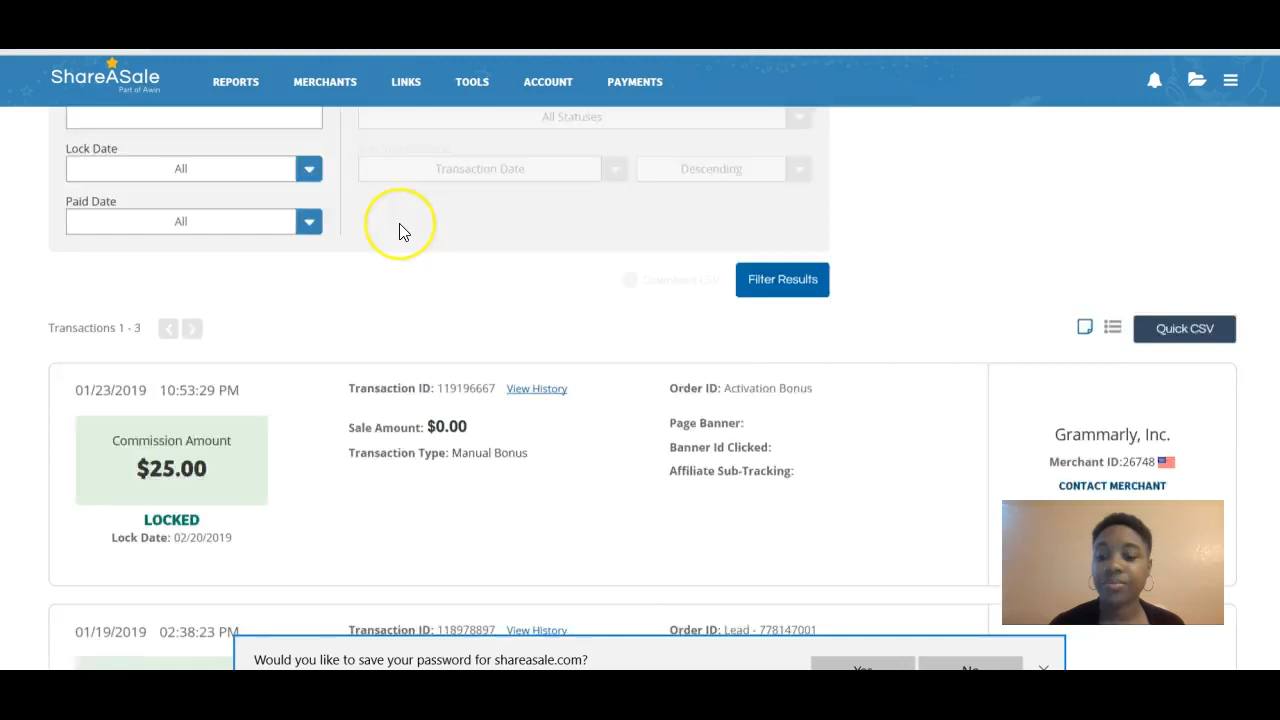 ShareASale
Part of Awin
REPORTS MERCHANTS LINKS TOOLS ACCOUNT PAYMENTS
All Statuses
Lock Date
All
Transaction Date
Descending
Paid Date
All
Download CSV
Filter Results
Transactions 1 - 3
Quick CSV
01/23/2019 10:53:29 PM
Commission Amount
$25.00
LOCKED
Lock Date: 02/20/2019
Transaction ID: 119196667 View History
Sale Amount: $0.00
Transaction Type: Manual Bonus
Order ID: Activation Bonus
Page Banner:
Banner Id Clicked:
Affiliate Sub-Tracking:
Grammarly, Inc.
Merchant ID:26748
CONTACT MERCHANT
01/19/2019 02:38:23 PM
Transaction ID: 118978897 View History
Order ID: Lead - 778147001
Would you like to save your password for shareasale.com?
Yes
No